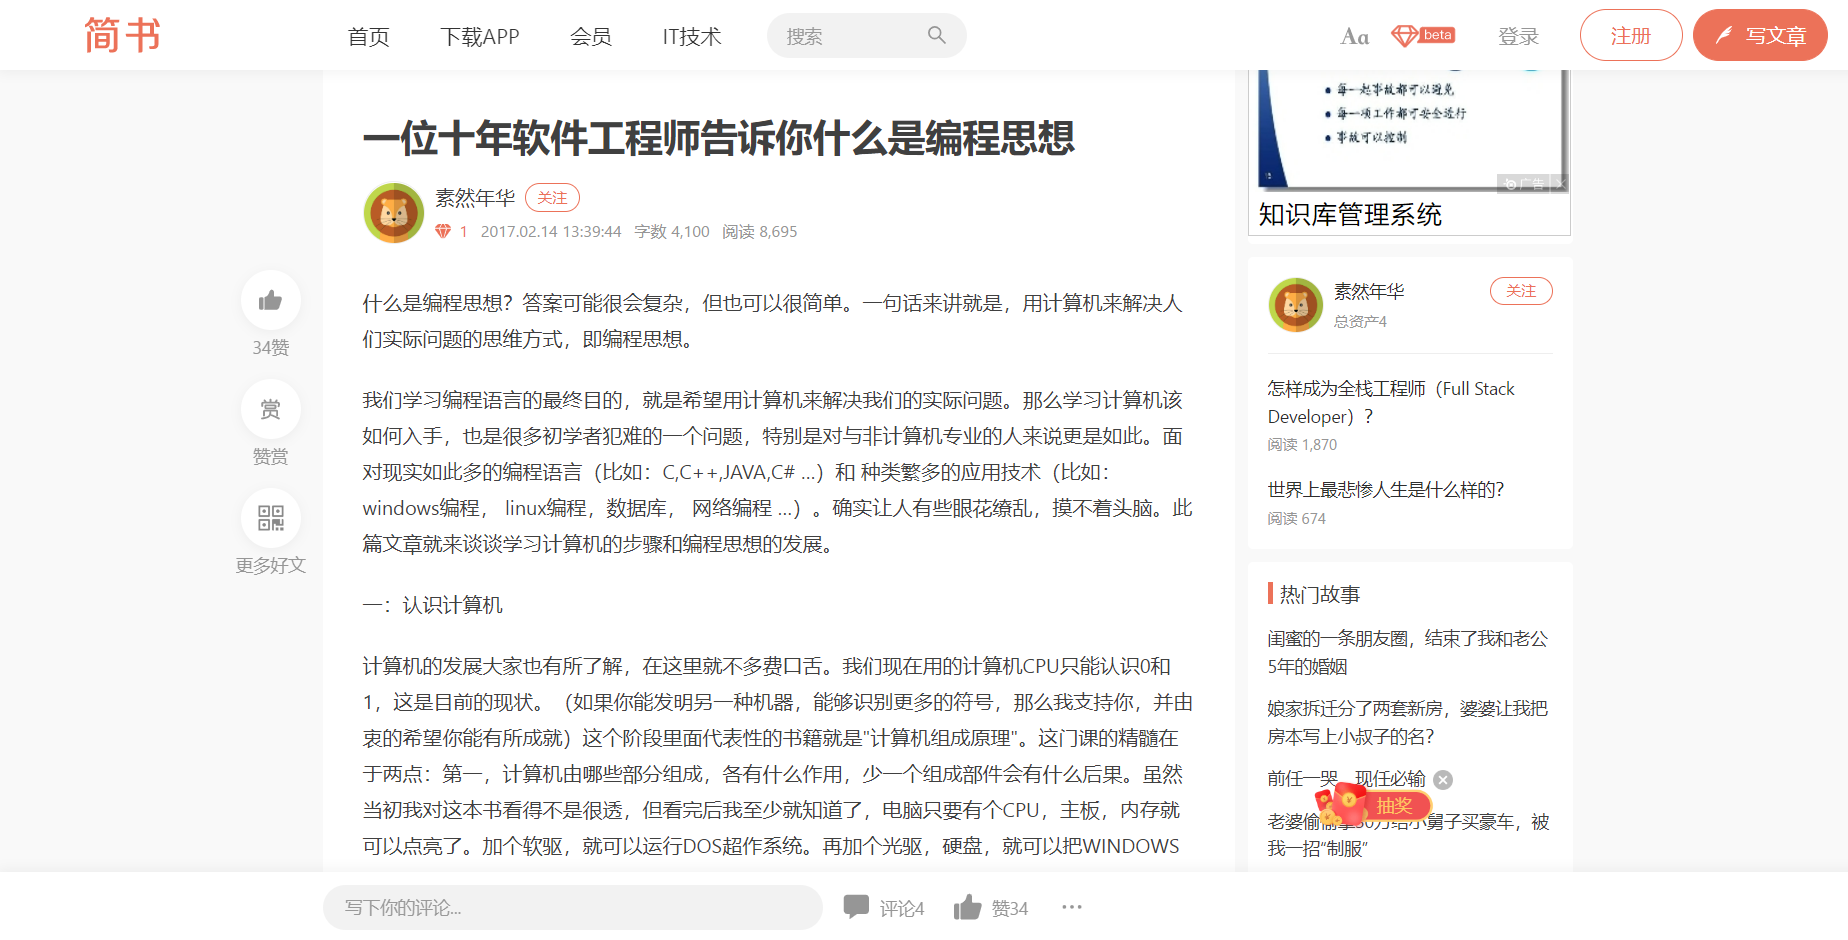 简书
首页
下载APP
会员
IT技术
搜索
Aa
beta
登录
注册
写文章
一位十年软件工程师告诉你什么是编程思想
素然年华
关注
1 2017.02.14 13:39:44 字数 4,100 阅读 8,695
34赞
赏
赞赏
更多好文
什么是编程思想？答案可能很会复杂，但也可以很简单。一句话来讲就是，用计算机来解决人
们实际问题的思维方式，即编程思想。
我们学习编程语言的最终目的，就是希望用计算机来解决我们的实际问题。那么学习计算机该
如何入手，也是很多初学者犯难的一个问题，特别是对与非计算机专业的人来说更是如此。面
对现实如此多的编程语言（比如：C,C++,JAVA,C# ...）和 种类繁多的应用技术（比如：
windows编程， linux编程，数据库， 网络编程 ...）。确实让人有些眼花缭乱，摸不着头脑。此
篇文章就来谈谈学习计算机的步骤和编程思想的发展。
一：认识计算机
计算机的发展大家也有所了解，在这里就不多费口舌。我们现在用的计算机CPU只能认识0和
1，这是目前的现状。（如果你能发明另一种机器，能够识别更多的符号，那么我支持你，并由
衷的希望你能有所成就）这个阶段里面代表性的书籍就是"计算机组成原理"。这门课的精髓在
于两点：第一，计算机由哪些部分组成，各有什么作用，少一个组成部件会有什么后果。虽然
当初我对这本书看得不是很透，但看完后我至少就知道了，电脑只要有个CPU，主板，内存就
可以点亮了。加个软驱，就可以运行DOS超作系统。再加个光驱，硬盘，就可以把WINDOWS
每一起事故都可以避免
每一项工作都可安全运行
事故可以控制
广告
知识库管理系统
素然年华
关注
总资产4
怎样成为全栈工程师（Full Stack
Developer）？
阅读 1,870
世界上最悲惨人生是什么样的？
阅读 674
热门故事
闺蜜的一条朋友圈，结束了我和老公
5年的婚姻
娘家拆迁分了两套新房，婆婆让我把
房本写上小叔子的名？
前任一哭，现任必输
抽奖
老婆偷偷拿50万给小舅子买豪车，被
我一招“制服”
写下你的评论...
评论4
赞34